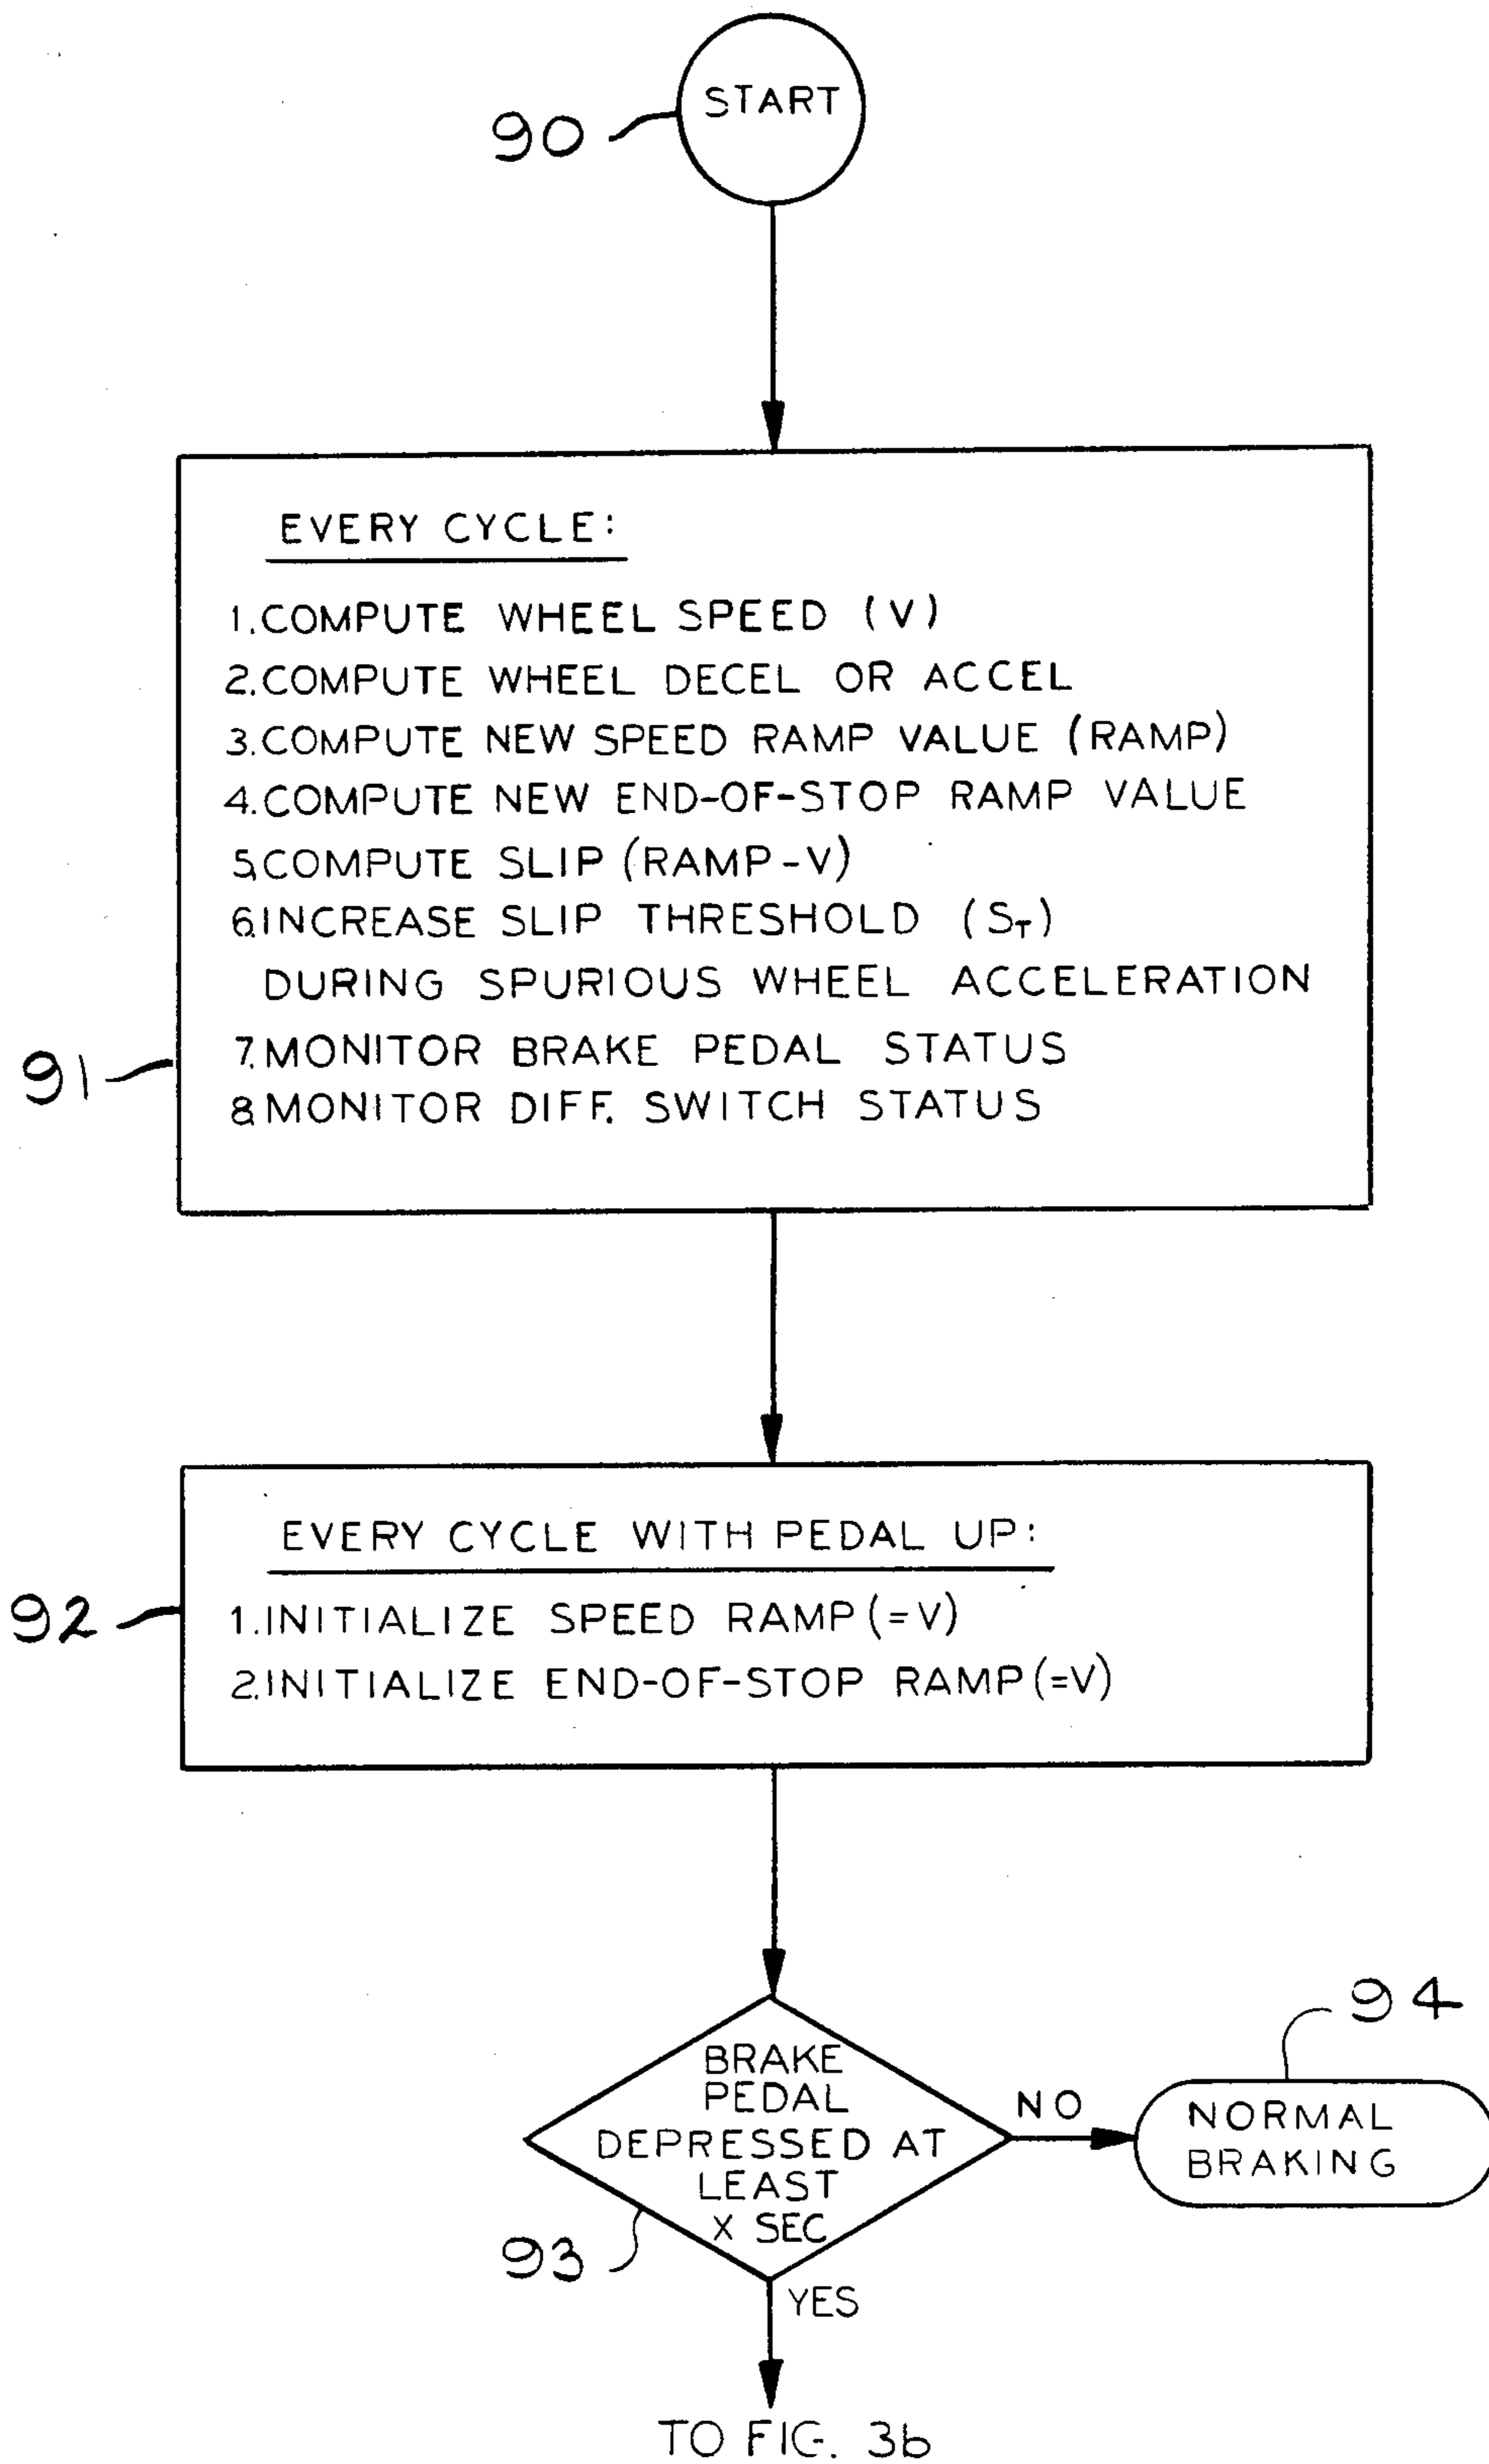 START
90
EVERY CYCLE:
1. COMPUTE WHEEL SPEED (V)
2. COMPUTE WHEEL DECEL OR ACCEL
3. COMPUTE NEW SPEED RAMP VALUE (RAMP)
4. COMPUTE NEW END-OF-STOP RAMP VALUE
5. COMPUTE SLIP (RAMP-V)
6. INCREASE SLIP THRESHOLD (S_T)
DURING SPURIOUS WHEEL ACCELERATION
7. MONITOR BRAKE PEDAL STATUS
8. MONITOR DIFF. SWITCH STATUS
91
EVERY CYCLE WITH PEDAL UP:
1. INITIALIZE SPEED RAMP (=V)
2. INITIALIZE END-OF-STOP RAMP (=V)
92
BRAKE
PEDAL
DEPRESSED AT
LEAST
X SEC
93
NO
94
NORMAL
BRAKING
YES
TO FIG. 3b